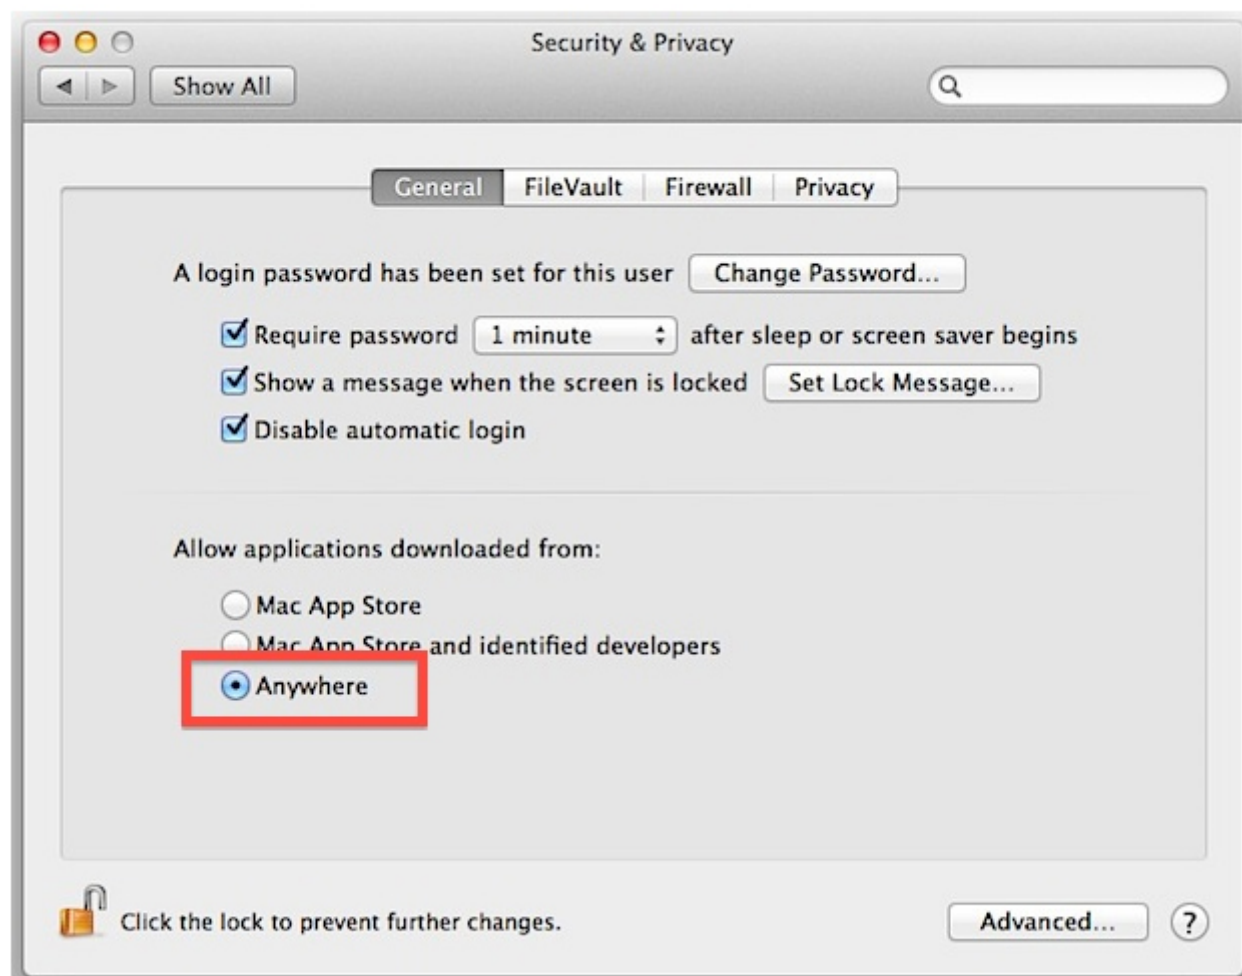 Security & Privacy
Show All
General FileVault Firewall Privacy
A login password has been set for this user Change Password...
Require password 1 minute after sleep or screen saver begins
Show a message when the screen is locked Set Lock Message...
Disable automatic login
Allow applications downloaded from:
Mac App Store
Mac App Store and identified developers
Anywhere
Click the lock to prevent further changes. Advanced... ?